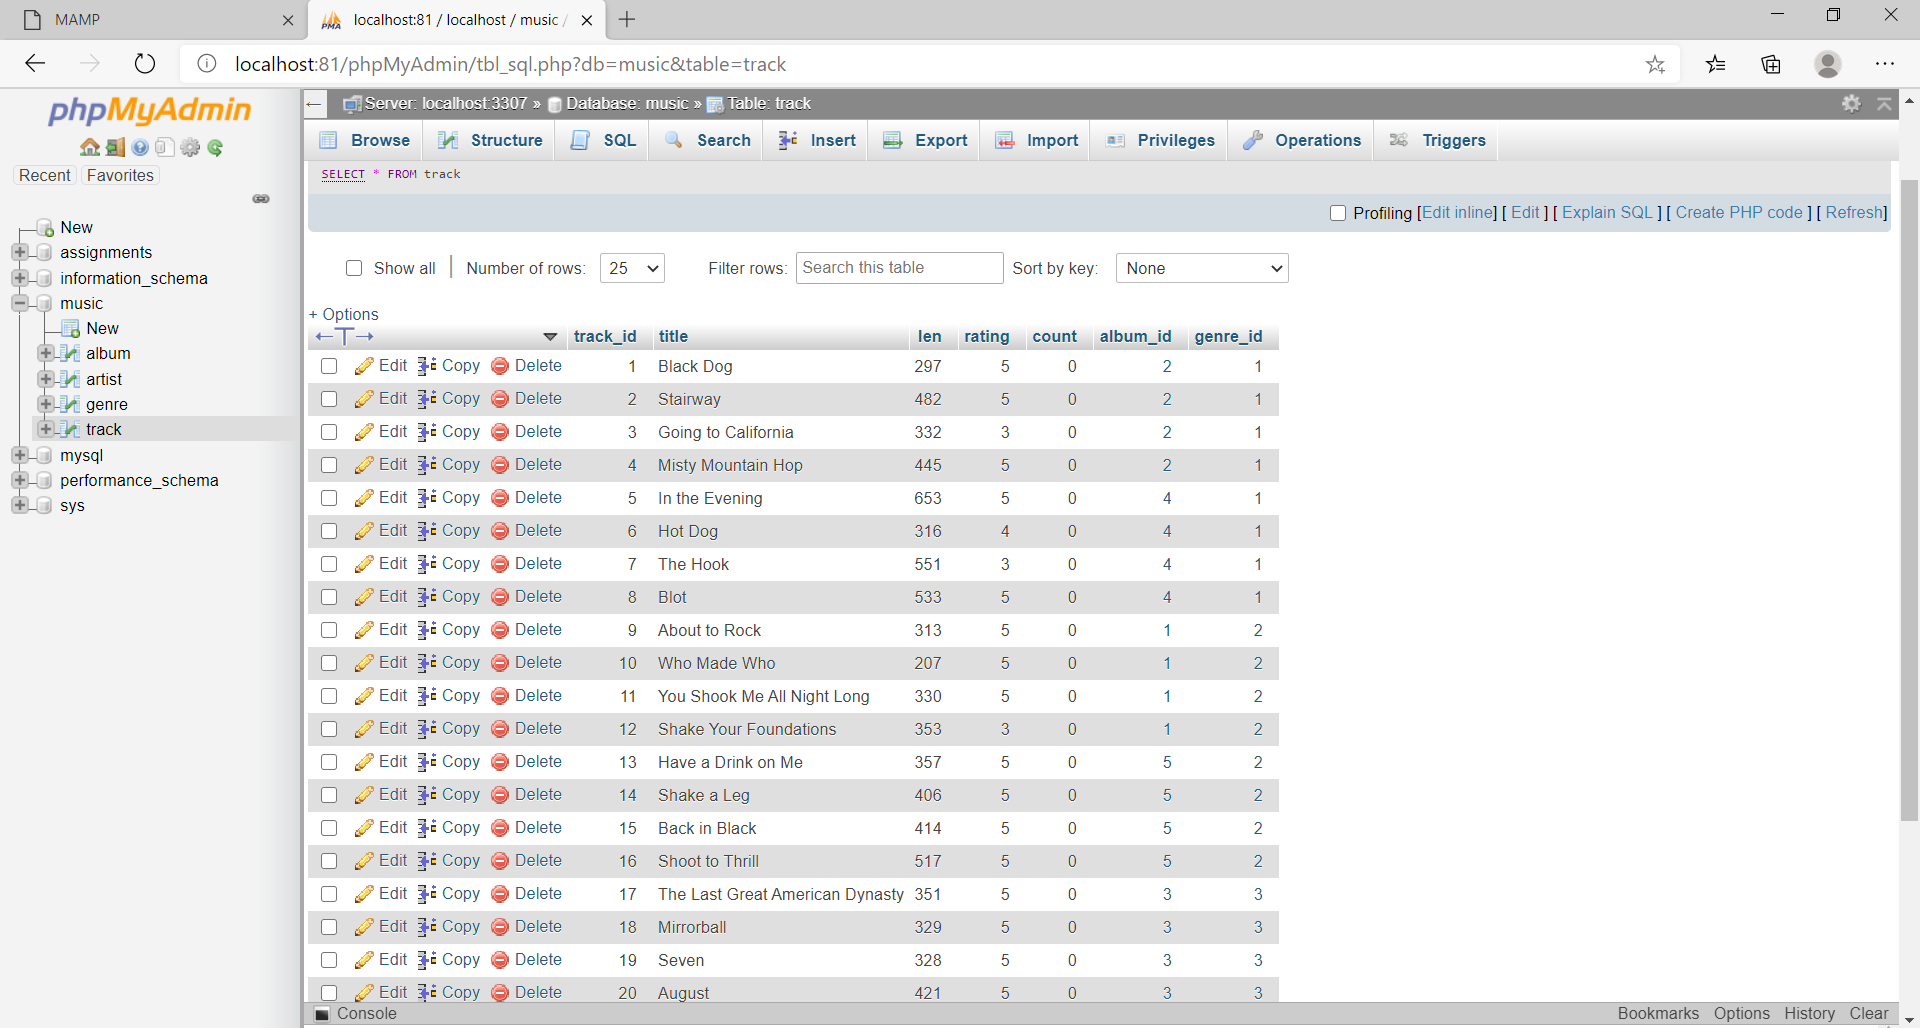 MAMP
localhost:81 / localhost / music /
localhost:81/phpMyAdmin/tbl_sql.php?db=music&table=track
phpMyAdmin
Recent Favorites
New
assignments
information_schema
music
New
album
artist
genre
track
mysql
performance_schema
sys
Server: localhost:3307 » Database: music » Table: track
Browse Structure SQL Search Insert Export Import Privileges Operations Triggers
SELECT * FROM track
Profiling [Edit inline] [ Edit ] [ Explain SQL ] [ Create PHP code ] [ Refresh]
Show all Number of rows: 25 Filter rows: Search this table Sort by key: None
+ Options
track_id title len rating count album_id genre_id
Edit Copy Delete 1 Black Dog 297 5 0 2 1
Edit Copy Delete 2 Stairway 482 5 0 2 1
Edit Copy Delete 3 Going to California 332 3 0 2 1
Edit Copy Delete 4 Misty Mountain Hop 445 5 0 2 1
Edit Copy Delete 5 In the Evening 653 5 0 4 1
Edit Copy Delete 6 Hot Dog 316 4 0 4 1
Edit Copy Delete 7 The Hook 551 3 0 4 1
Edit Copy Delete 8 Blot 533 5 0 4 1
Edit Copy Delete 9 About to Rock 313 5 0 1 2
Edit Copy Delete 10 Who Made Who 207 5 0 1 2
Edit Copy Delete 11 You Shook Me All Night Long 330 5 0 1 2
Edit Copy Delete 12 Shake Your Foundations 353 3 0 1 2
Edit Copy Delete 13 Have a Drink on Me 357 5 0 5 2
Edit Copy Delete 14 Shake a Leg 406 5 0 5 2
Edit Copy Delete 15 Back in Black 414 5 0 5 2
Edit Copy Delete 16 Shoot to Thrill 517 5 0 5 2
Edit Copy Delete 17 The Last Great American Dynasty 351 5 0 3 3
Edit Copy Delete 18 Mirrorball 329 5 0 3 3
Edit Copy Delete 19 Seven 328 5 0 3 3
Edit Copy Delete 20 August 421 5 0 3 3
Console Bookmarks Options History Clear